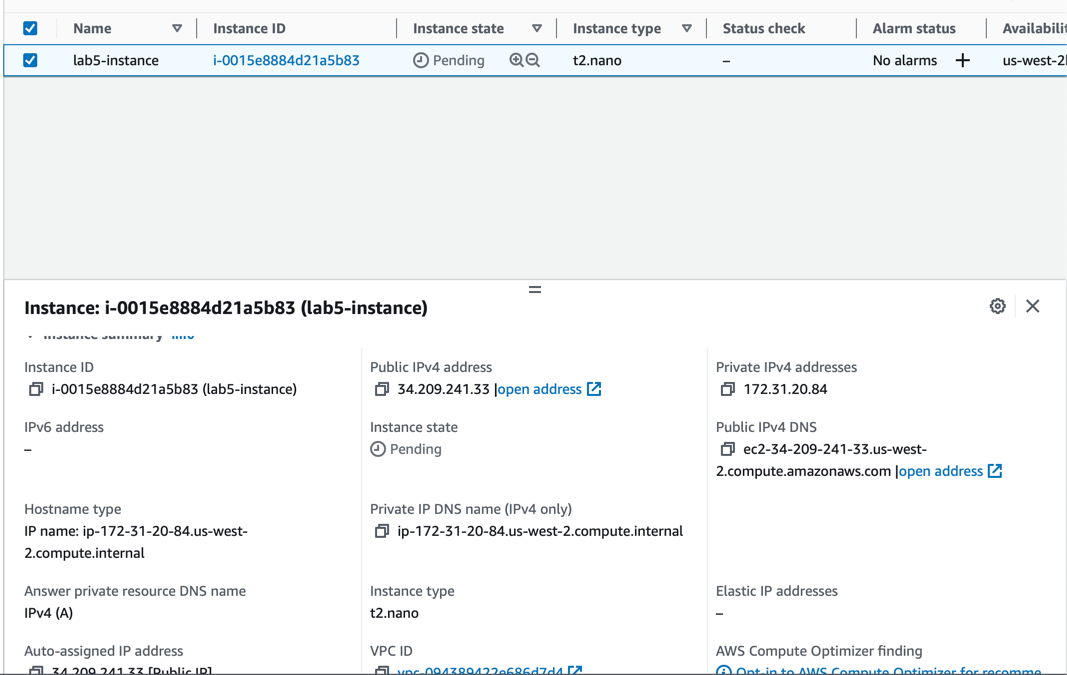 Name Instance ID Instance state Instance type Status check Alarm status Availabili
lab5-instance i-0015e8884d21a5b83 Pending t2.nano – No alarms + us-west-2
Instance: i-0015e8884d21a5b83 (lab5-instance)
Instance summary Info
Instance ID
i-0015e8884d21a5b83 (lab5-instance)
Public IPv4 address
34.209.241.33 |open address
Private IPv4 addresses
172.31.20.84
IPv6 address
–
Instance state
Pending
Public IPv4 DNS
ec2-34-209-241-33.us-west-
2.compute.amazonaws.com |open address
Hostname type
IP name: ip-172-31-20-84.us-west-
2.compute.internal
Private IP DNS name (IPv4 only)
ip-172-31-20-84.us-west-2.compute.internal
Answer private resource DNS name
IPv4 (A)
Instance type
t2.nano
Elastic IP addresses
–
Auto-assigned IP address
34.209.241.33 [Public IP]
VPC ID
vpc-094389422e686d7d4
AWS Compute Optimizer finding
Opt-in to AWS Compute Optimizer for recomme